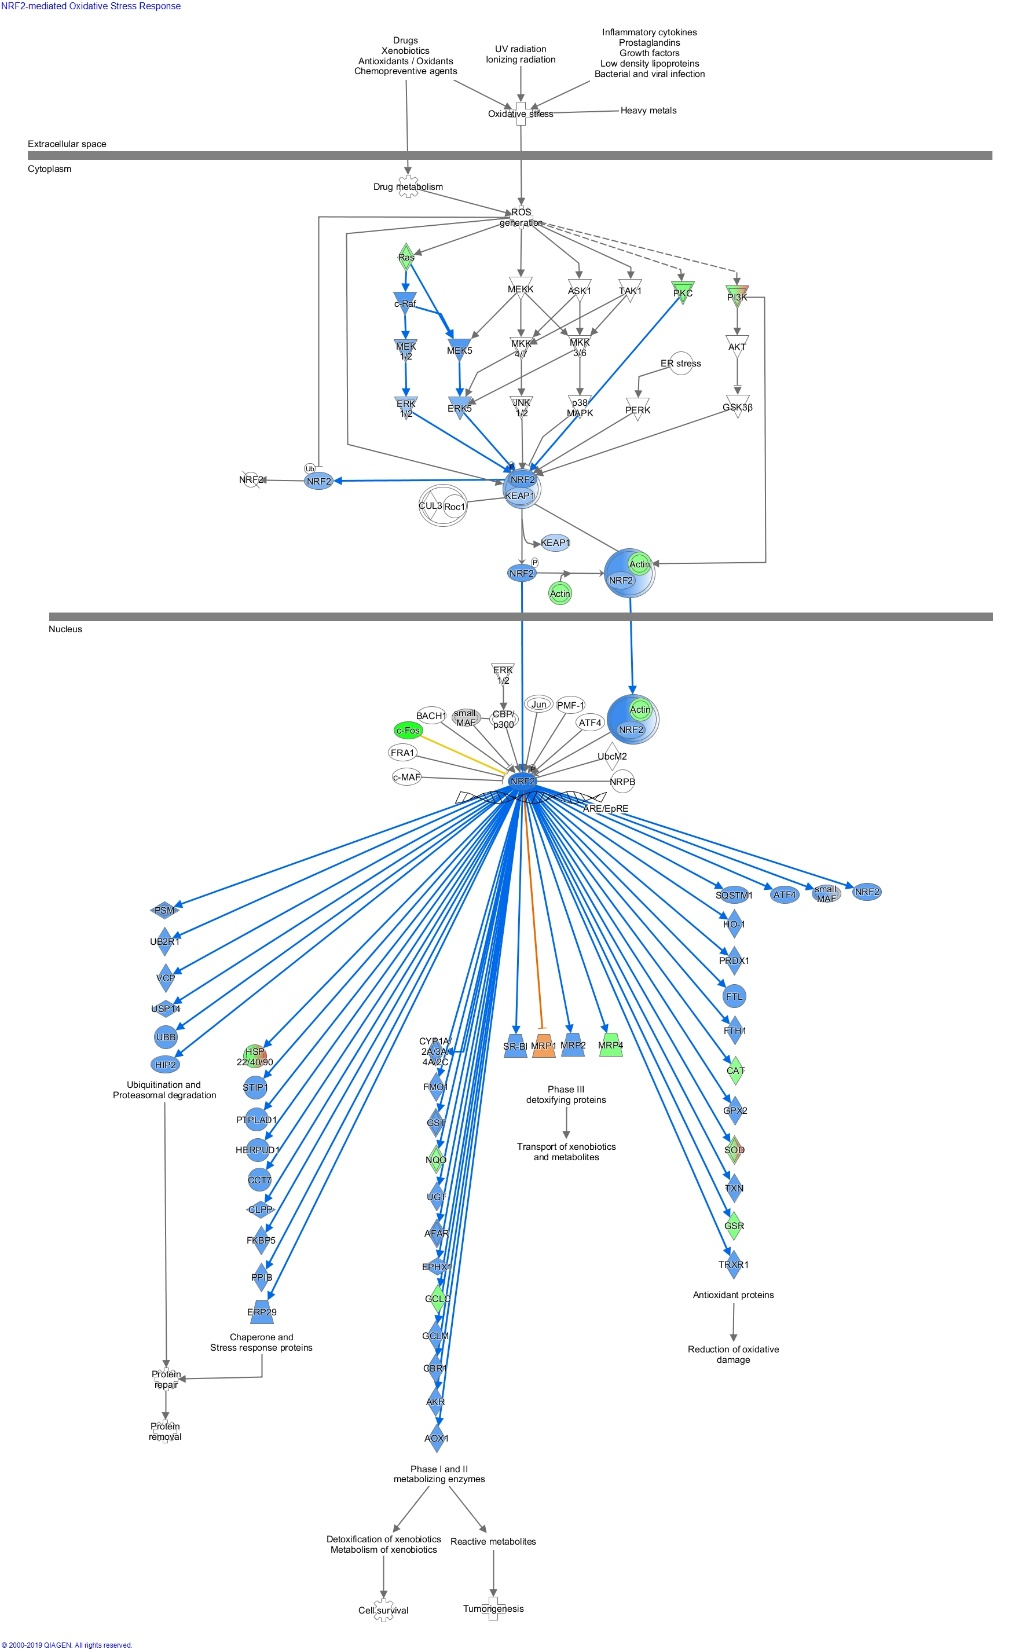 NRF2-mediated Oxidative Stress Response
Drugs
Xenobiotics
Antioxidants / Oxidants
Chemopreventive agents
UV radiation
Ionizing radiation
Inflammatory cytokines
Prostaglandins
Growth factors
Low density lipoproteins
Bacterial and viral infection
Oxidative stress
Heavy metals
Extracellular space
Cytoplasm
Drug metabolism
ROS
generation
Ras
c-Raf
MEKK
ASK1
TAK1
PKC
PI3K
MEK
1/2
MEK5
MKK
4/7
MKK
3/6
AKT
ER stress
ERK
1/2
ERK5
JNK
1/2
p38
MAPK
PERK
GSK3β
NRF2
Ub
NRF2
NRF2
KEAP1
CUL3
Roc1
KEAP1
P
NRF2
Actin
Actin
NRF2
Nucleus
ERK
1/2
c-Fos
BACH1
small
MAF
CBP/
p300
Jun
PMF-1
ATF4
Actin
NRF2
FRA1
UbcM2
c-MAF
NRF2
NRPB
ARE/EpRE
PSM
UB2R1
VCP
USP14
UBB
HIP2
Ubiquitination and
Proteasomal degradation
HSP
22/40/90
STIP1
PTPLAD1
HERPUD1
CCT7
CLPP
FKBP5
PPIB
ERP29
Chaperone and
Stress response proteins
Protein
repair
Protein
removal
CYP1A/
2A/3A/
4A/2C
FMO1
GST
NQO
UGT
AFAR
EPHX1
GCLC
GCLM
CBR1
AKR
AOX1
Phase I and II
metabolizing enzymes
Detoxification of xenobiotics
Metabolism of xenobiotics
Reactive metabolites
Cell survival
Tumorigenesis
SR-BI
MRP1
MRP2
MRP4
Phase III
detoxifying proteins
Transport of xenobiotics
and metabolites
SQSTM1
ATF4
small
MAF
NRF2
HO-1
PRDX1
FTL
FTH1
CAT
GPX2
SOD
TXN
GSR
TRXR1
Antioxidant proteins
Reduction of oxidative
damage
© 2000-2019 QIAGEN. All rights reserved.